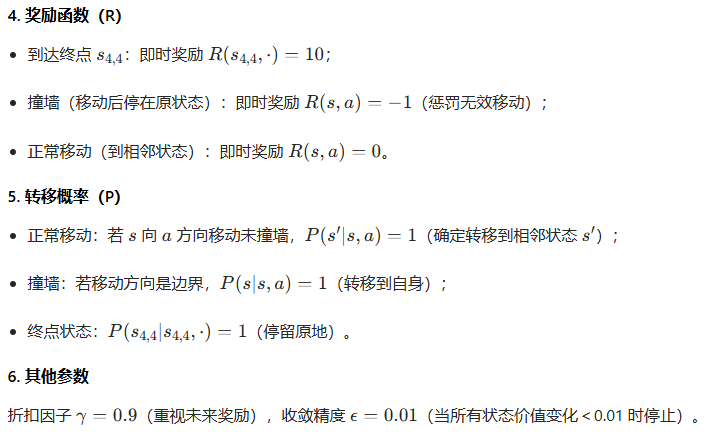 4. 奖励函数（R）
• 到达终点 s₄,₄：即时奖励 R(s₄,₄, ·) = 10；
• 撞墙（移动后停在原状态）：即时奖励 R(s, a) = −1（惩罚无效移动）；
• 正常移动（到相邻状态）：即时奖励 R(s, a) = 0。
5. 转移概率（P）
• 正常移动：若 s 向 a 方向移动未撞墙，P(s′|s, a) = 1（确定转移到相邻状态 s′）；
• 撞墙：若移动方向是边界，P(s|s, a) = 1（转移到自身）；
• 终点状态：P(s₄,₄|s₄,₄, ·) = 1（停留原地）。
6. 其他参数
折扣因子 γ = 0.9（重视未来奖励），收敛精度 ϵ = 0.01（当所有状态价值变化 < 0.01 时停止）。